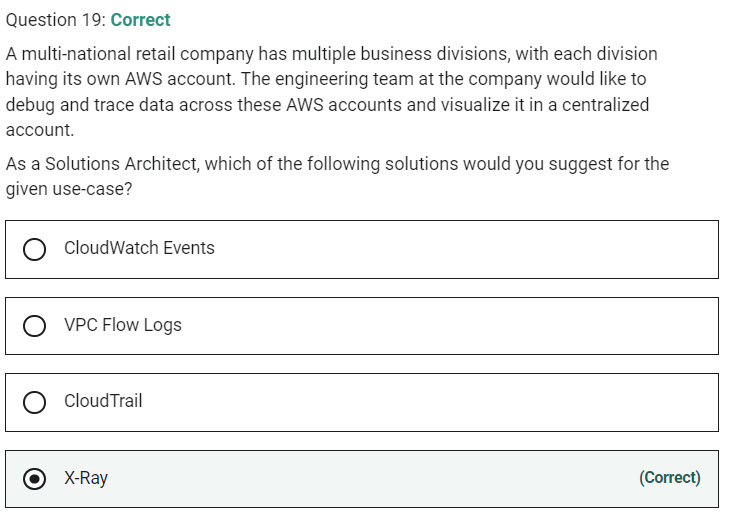 Question 19: Correct
A multi-national retail company has multiple business divisions, with each division
having its own AWS account. The engineering team at the company would like to
debug and trace data across these AWS accounts and visualize it in a centralized
account.
As a Solutions Architect, which of the following solutions would you suggest for the
given use-case?
CloudWatch Events
VPC Flow Logs
CloudTrail
X-Ray (Correct)